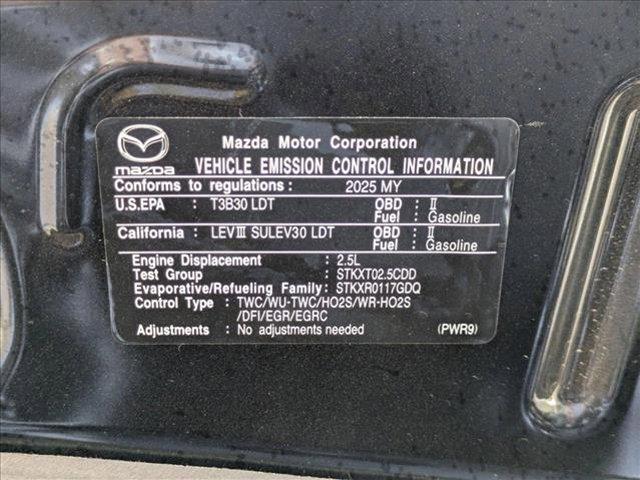 Mazda Motor Corporation
mazda VEHICLE EMISSION CONTROL INFORMATION
Conforms to regulations : 2025 MY
U.S.EPA : T3B30 LDT OBD : II
Fuel : Gasoline
California : LEVⅢ SULEV30 LDT OBD : II
Fuel : Gasoline
Engine Displacement : 2.5L
Test Group : STKXT02.5CDD
Evaporative/Refueling Family: STKXR0117GDQ
Control Type : TWC/WU-TWC/HO2S/WR-HO2S
/DFI/EGR/EGRC
Adjustments : No adjustments needed (PWR9)